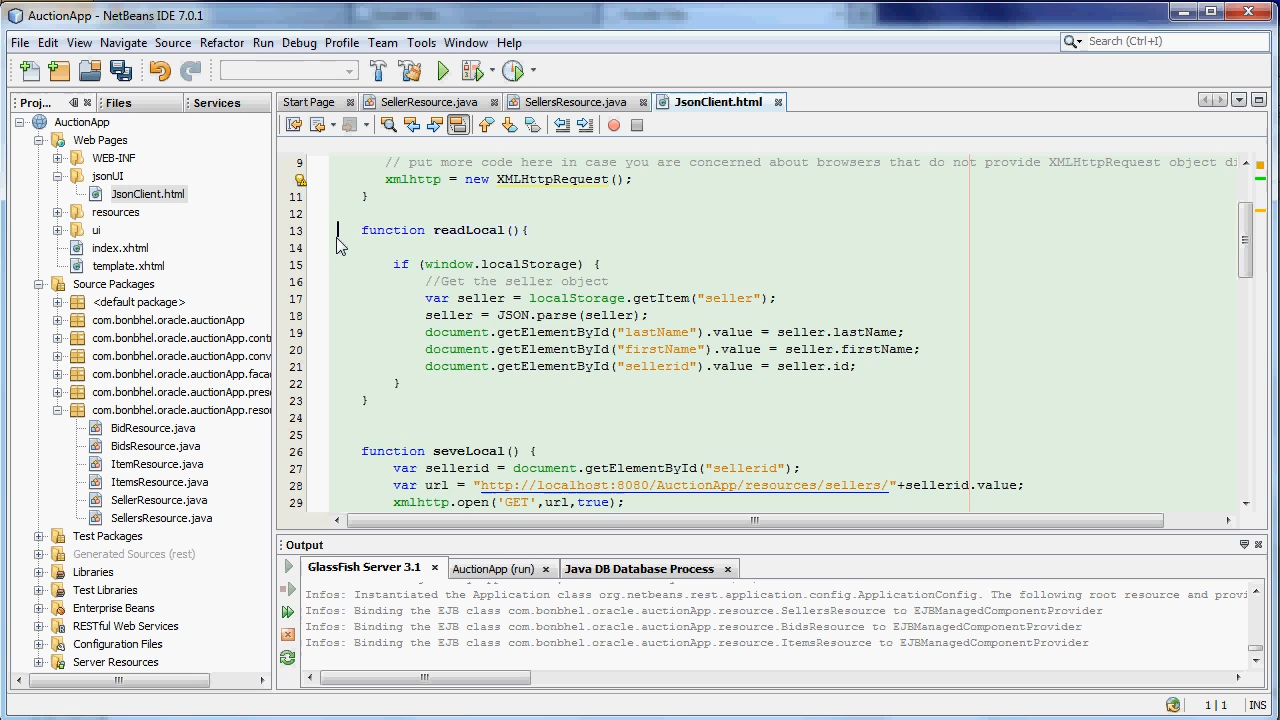 AuctionApp - NetBeans IDE 7.0.1
File Edit View Navigate Source Refactor Run Debug Profile Team Tools Window Help
Search (Ctrl+I)
Proj... Files Services
Start Page SellerResource.java SellersResource.java JsonClient.html
AuctionApp
Web Pages
WEB-INF
jsonUI
JsonClient.html
resources
ui
index.xhtml
template.xhtml
Source Packages
<default package>
com.bonbhel.oracle.auctionApp
com.bonbhel.oracle.auctionApp.cont
com.bonbhel.oracle.auctionApp.conv
com.bonbhel.oracle.auctionApp.faca
com.bonbhel.oracle.auctionApp.pres
com.bonbhel.oracle.auctionApp.reso
BidResource.java
BidsResource.java
ItemResource.java
ItemsResource.java
SellerResource.java
SellersResource.java
Test Packages
Generated Sources (rest)
Libraries
Test Libraries
Enterprise Beans
RESTful Web Services
Configuration Files
Server Resources
9 // put more code here in case you are concerned about browsers that do not provide XMLHttpRequest object di
xmlhttp = new XMLHttpRequest();
11 }
12
13 function readLocal(){
14
15 if (window.localStorage) {
16 //Get the seller object
17 var seller = localStorage.getItem("seller");
18 seller = JSON.parse(seller);
19 document.getElementById("lastName").value = seller.lastName;
20 document.getElementById("firstName").value = seller.firstName;
21 document.getElementById("sellerid").value = seller.id;
22 }
23 }
24
25
26 function seveLocal() {
27 var sellerid = document.getElementById("sellerid");
28 var url = "http://localhost:8080/AuctionApp/resources/sellers/"+sellerid.value;
29 xmlhttp.open('GET',url,true);
Output
GlassFish Server 3.1 AuctionApp (run) Java DB Database Process
Infos: Instantiated the Application class org.netbeans.rest.application.config.ApplicationConfig. The following root resource and provi
Infos: Binding the EJB class com.bonbhel.oracle.auctionApp.resource.SellersResource to EJBManagedComponentProvider
Infos: Binding the EJB class com.bonbhel.oracle.auctionApp.resource.BidsResource to EJBManagedComponentProvider
Infos: Binding the EJB class com.bonbhel.oracle.auctionApp.resource.ItemsResource to EJBManagedComponentProvider
1 | 1 INS